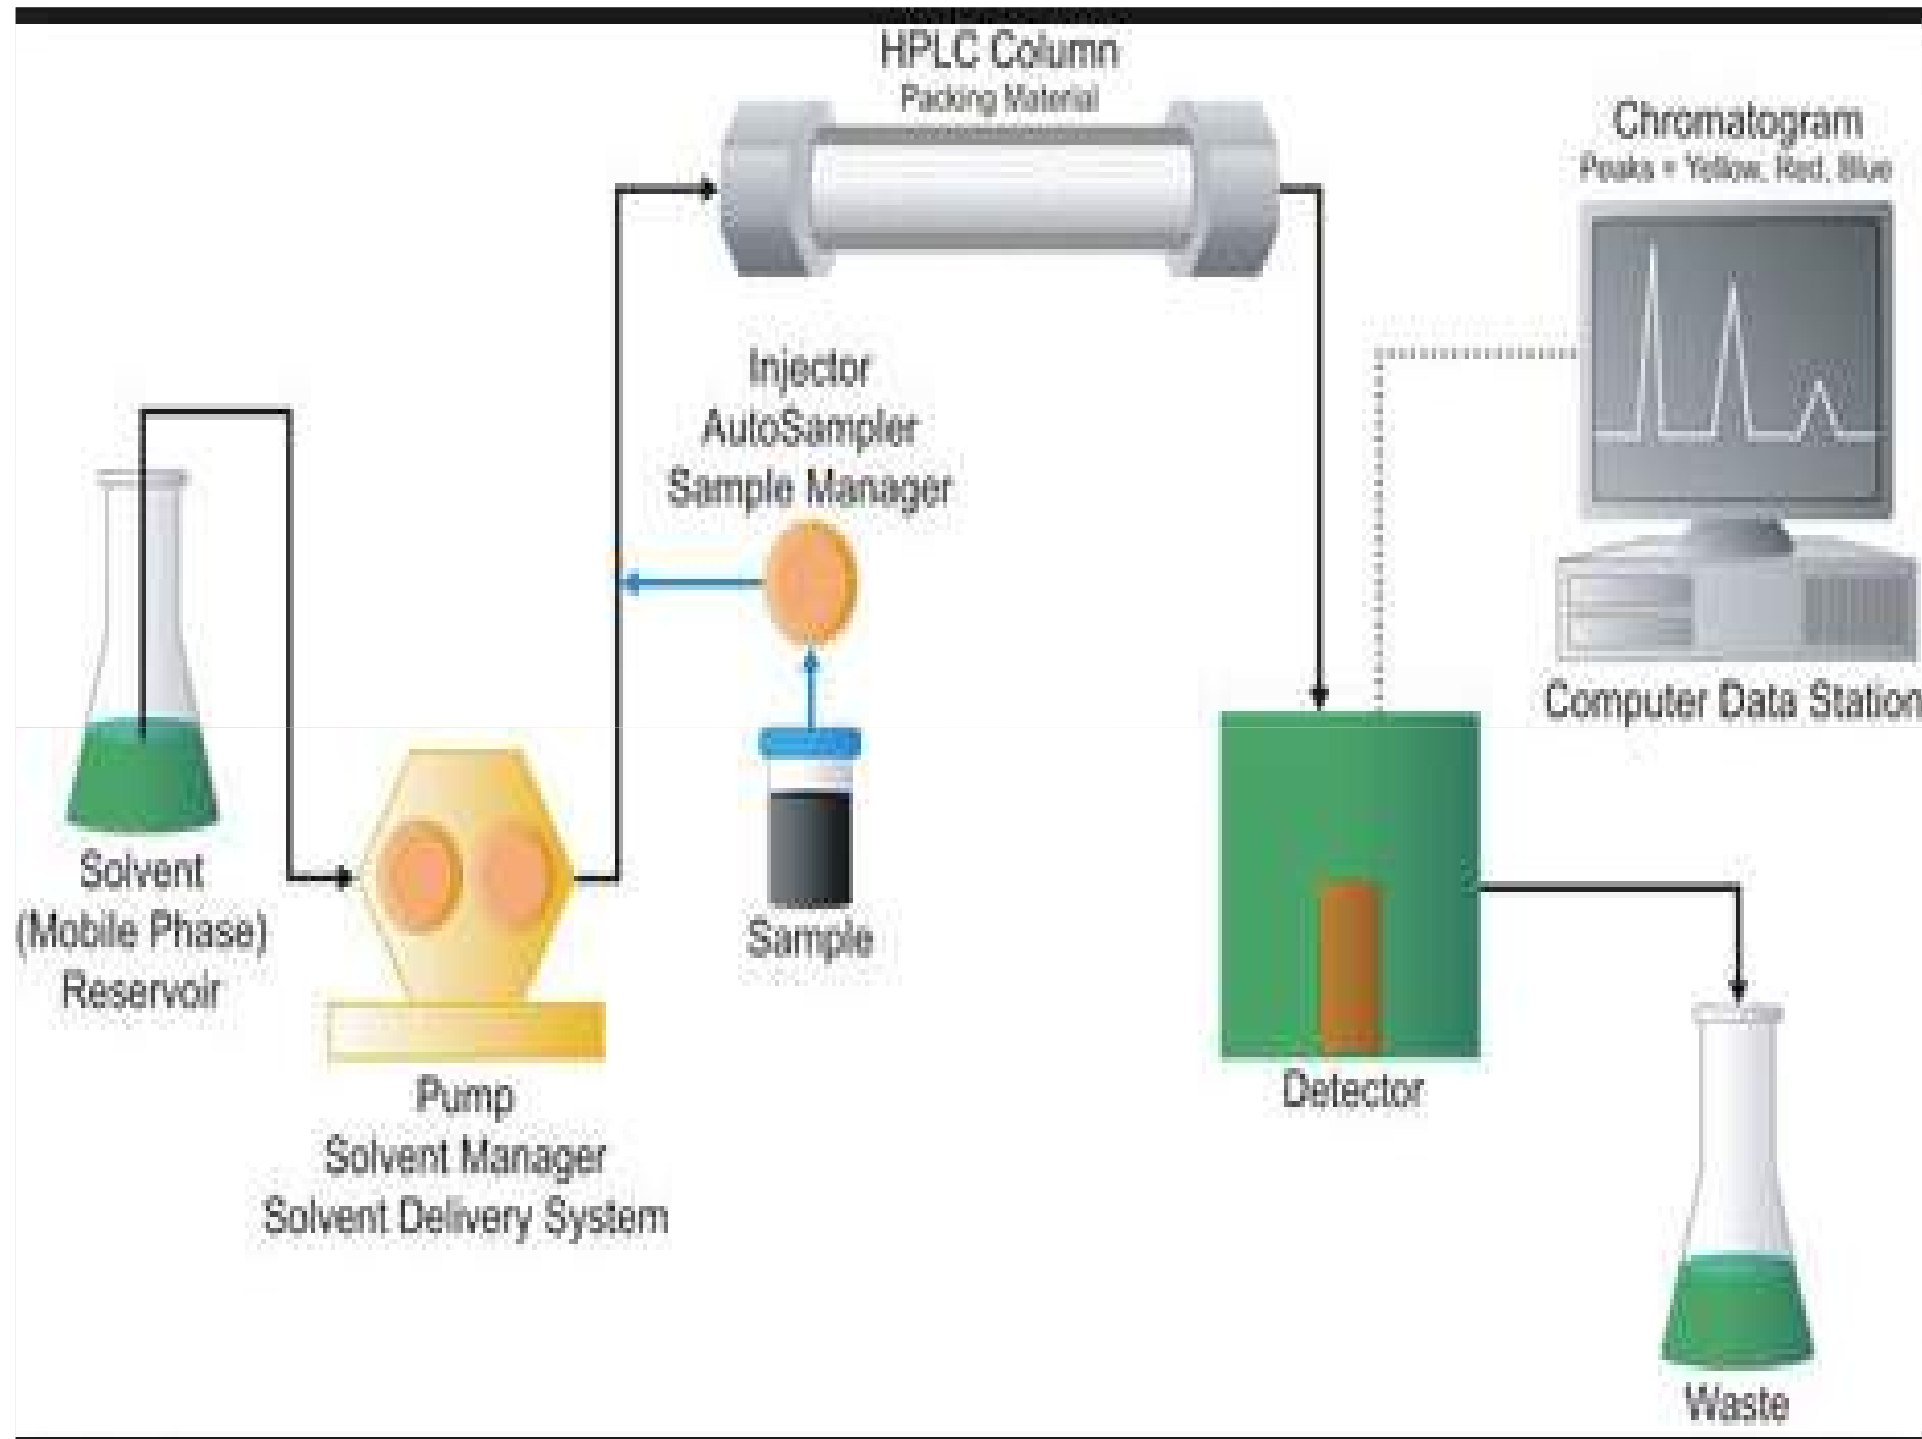 HPLC Column
Packing Material
Chromatogram
Peaks = Yellow, Red, Blue
Injector
AutoSampler
Sample Manager
Computer Data Station
Solvent
(Mobile Phase)
Reservoir
Sample
Pump
Solvent Manager
Solvent Delivery System
Detector
Waste